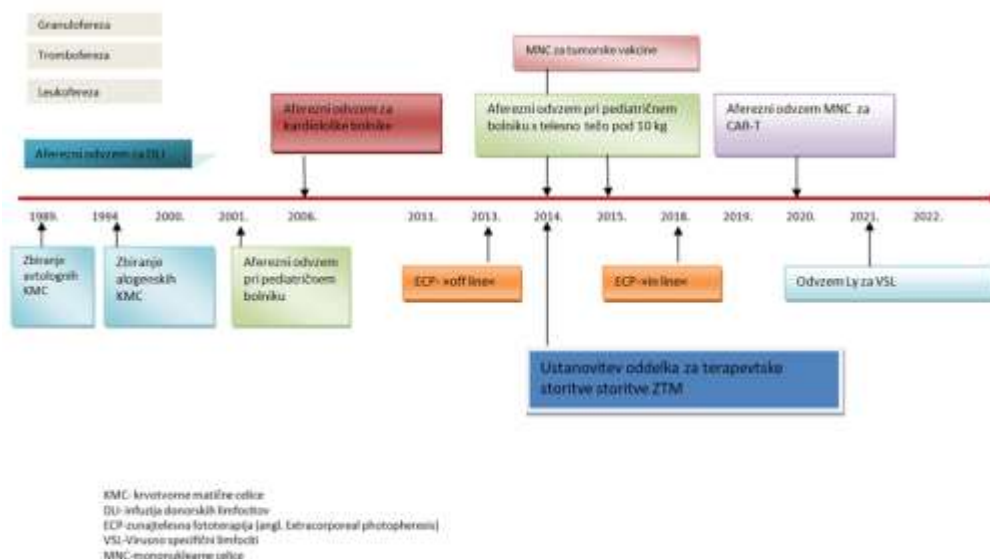 Granulofereza
Trombofereza
Leukofereza
Aferezni odvzem za DLI
Aferezni odvzem za
kardiološke bolnike
MNC za tumorske vakcine
Aferezni odvzem pri pediatričnem
bolniku s telesno težo pod 10 kg
Aferezni odvzem MNC za
CAR-T
1989. 1994. 2000. 2001. 2006. 2011. 2013. 2014. 2015. 2018. 2019. 2020. 2021. 2022.
Zbiranje
avtolognih
KMC
Zbiranje
alogenskih
KMC
Aferezni odvzem
pri pediatričnem
bolniku
ECP- »off line«
ECP-»in line«
Odvzem Ly za VSL
Ustanovitev oddelka za terapevtske
storitve storitve ZTM
KMC- krvotvorne matične celice
DLI- infuzija donorskih limfocitov
ECP-zunajtelesna fototerapija (angl. Extracorporeal photopheresis)
VSL-Virusno specifični limfociti
MNC-mononuklearne celice